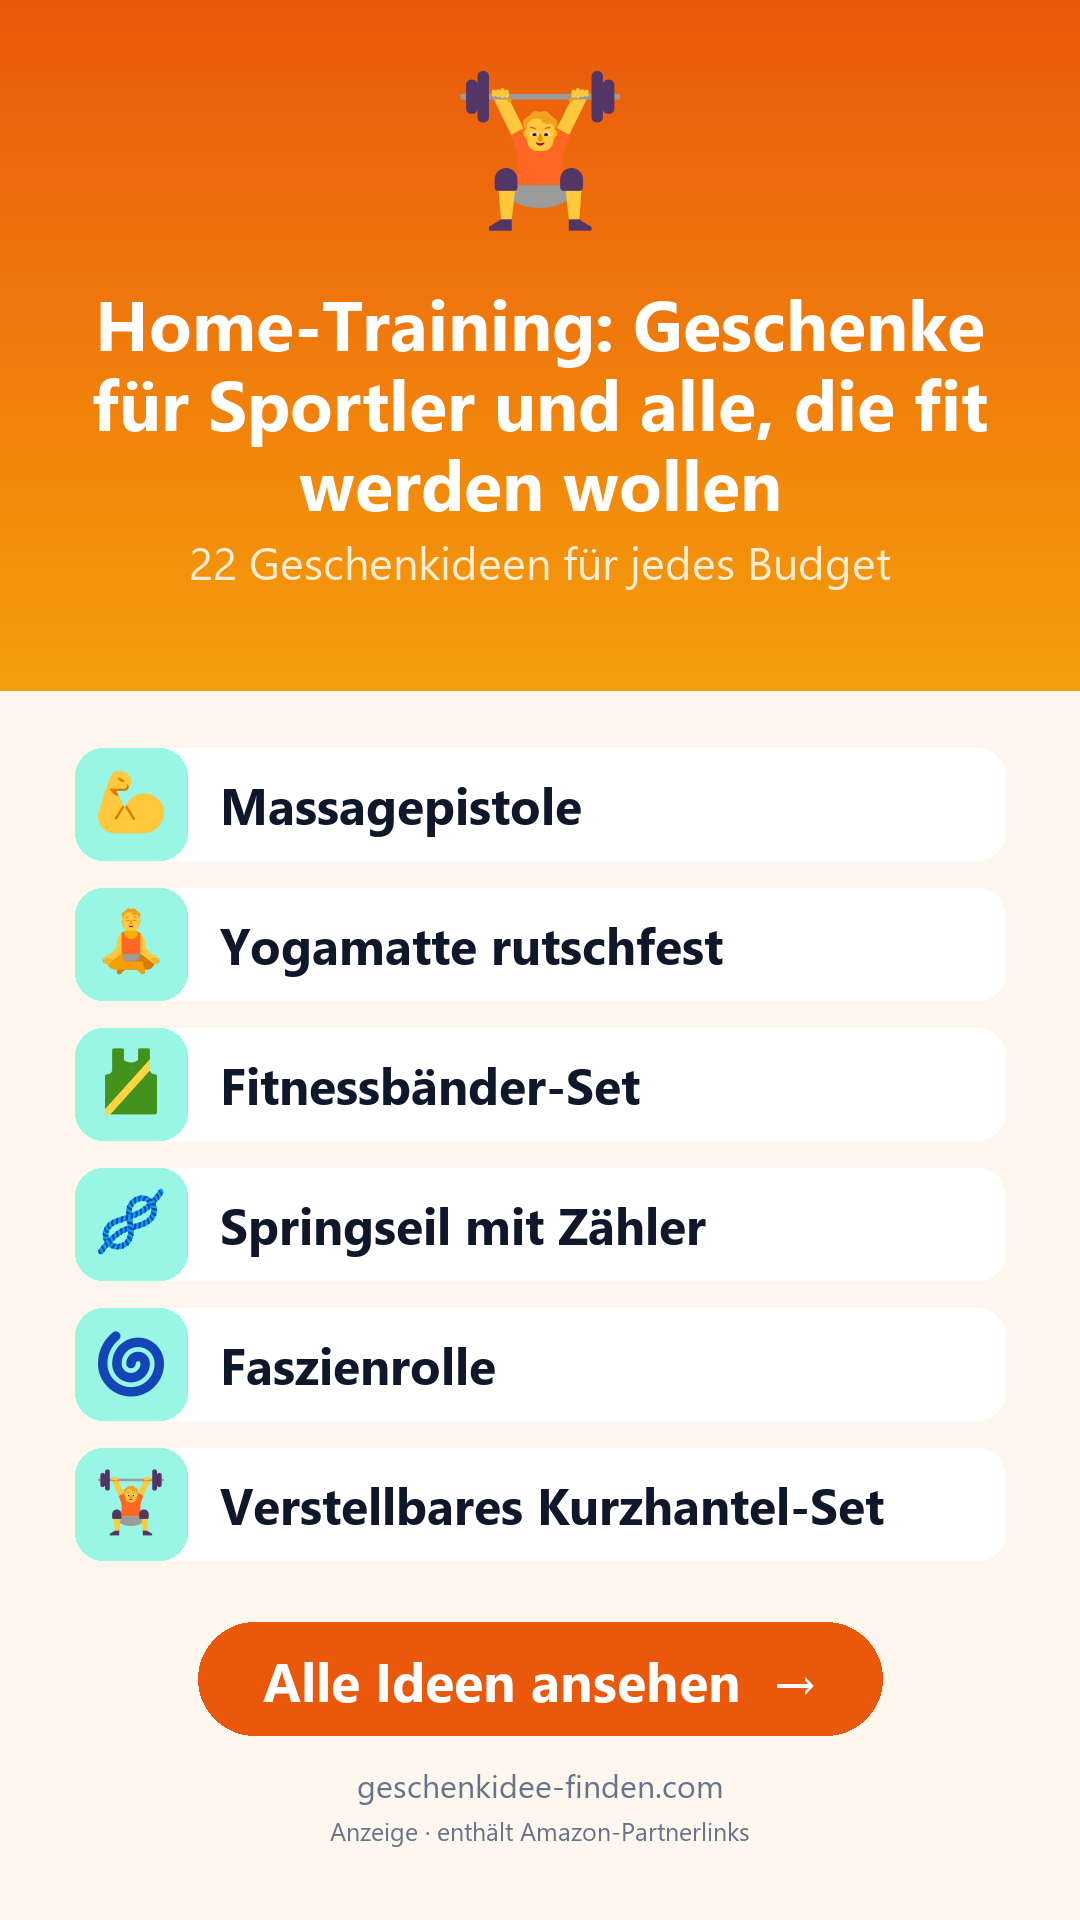 Home-Training: Geschenke
für Sportler und alle, die fit
werden wollen
22 Geschenkideen für jedes Budget
Massagepistole
Yogamatte rutschfest
Fitnessbänder-Set
Springseil mit Zähler
Faszienrolle
Verstellbares Kurzhantel-Set
Alle Ideen ansehen →
geschenkidee-finden.com
Anzeige · enthält Amazon-Partnerlinks